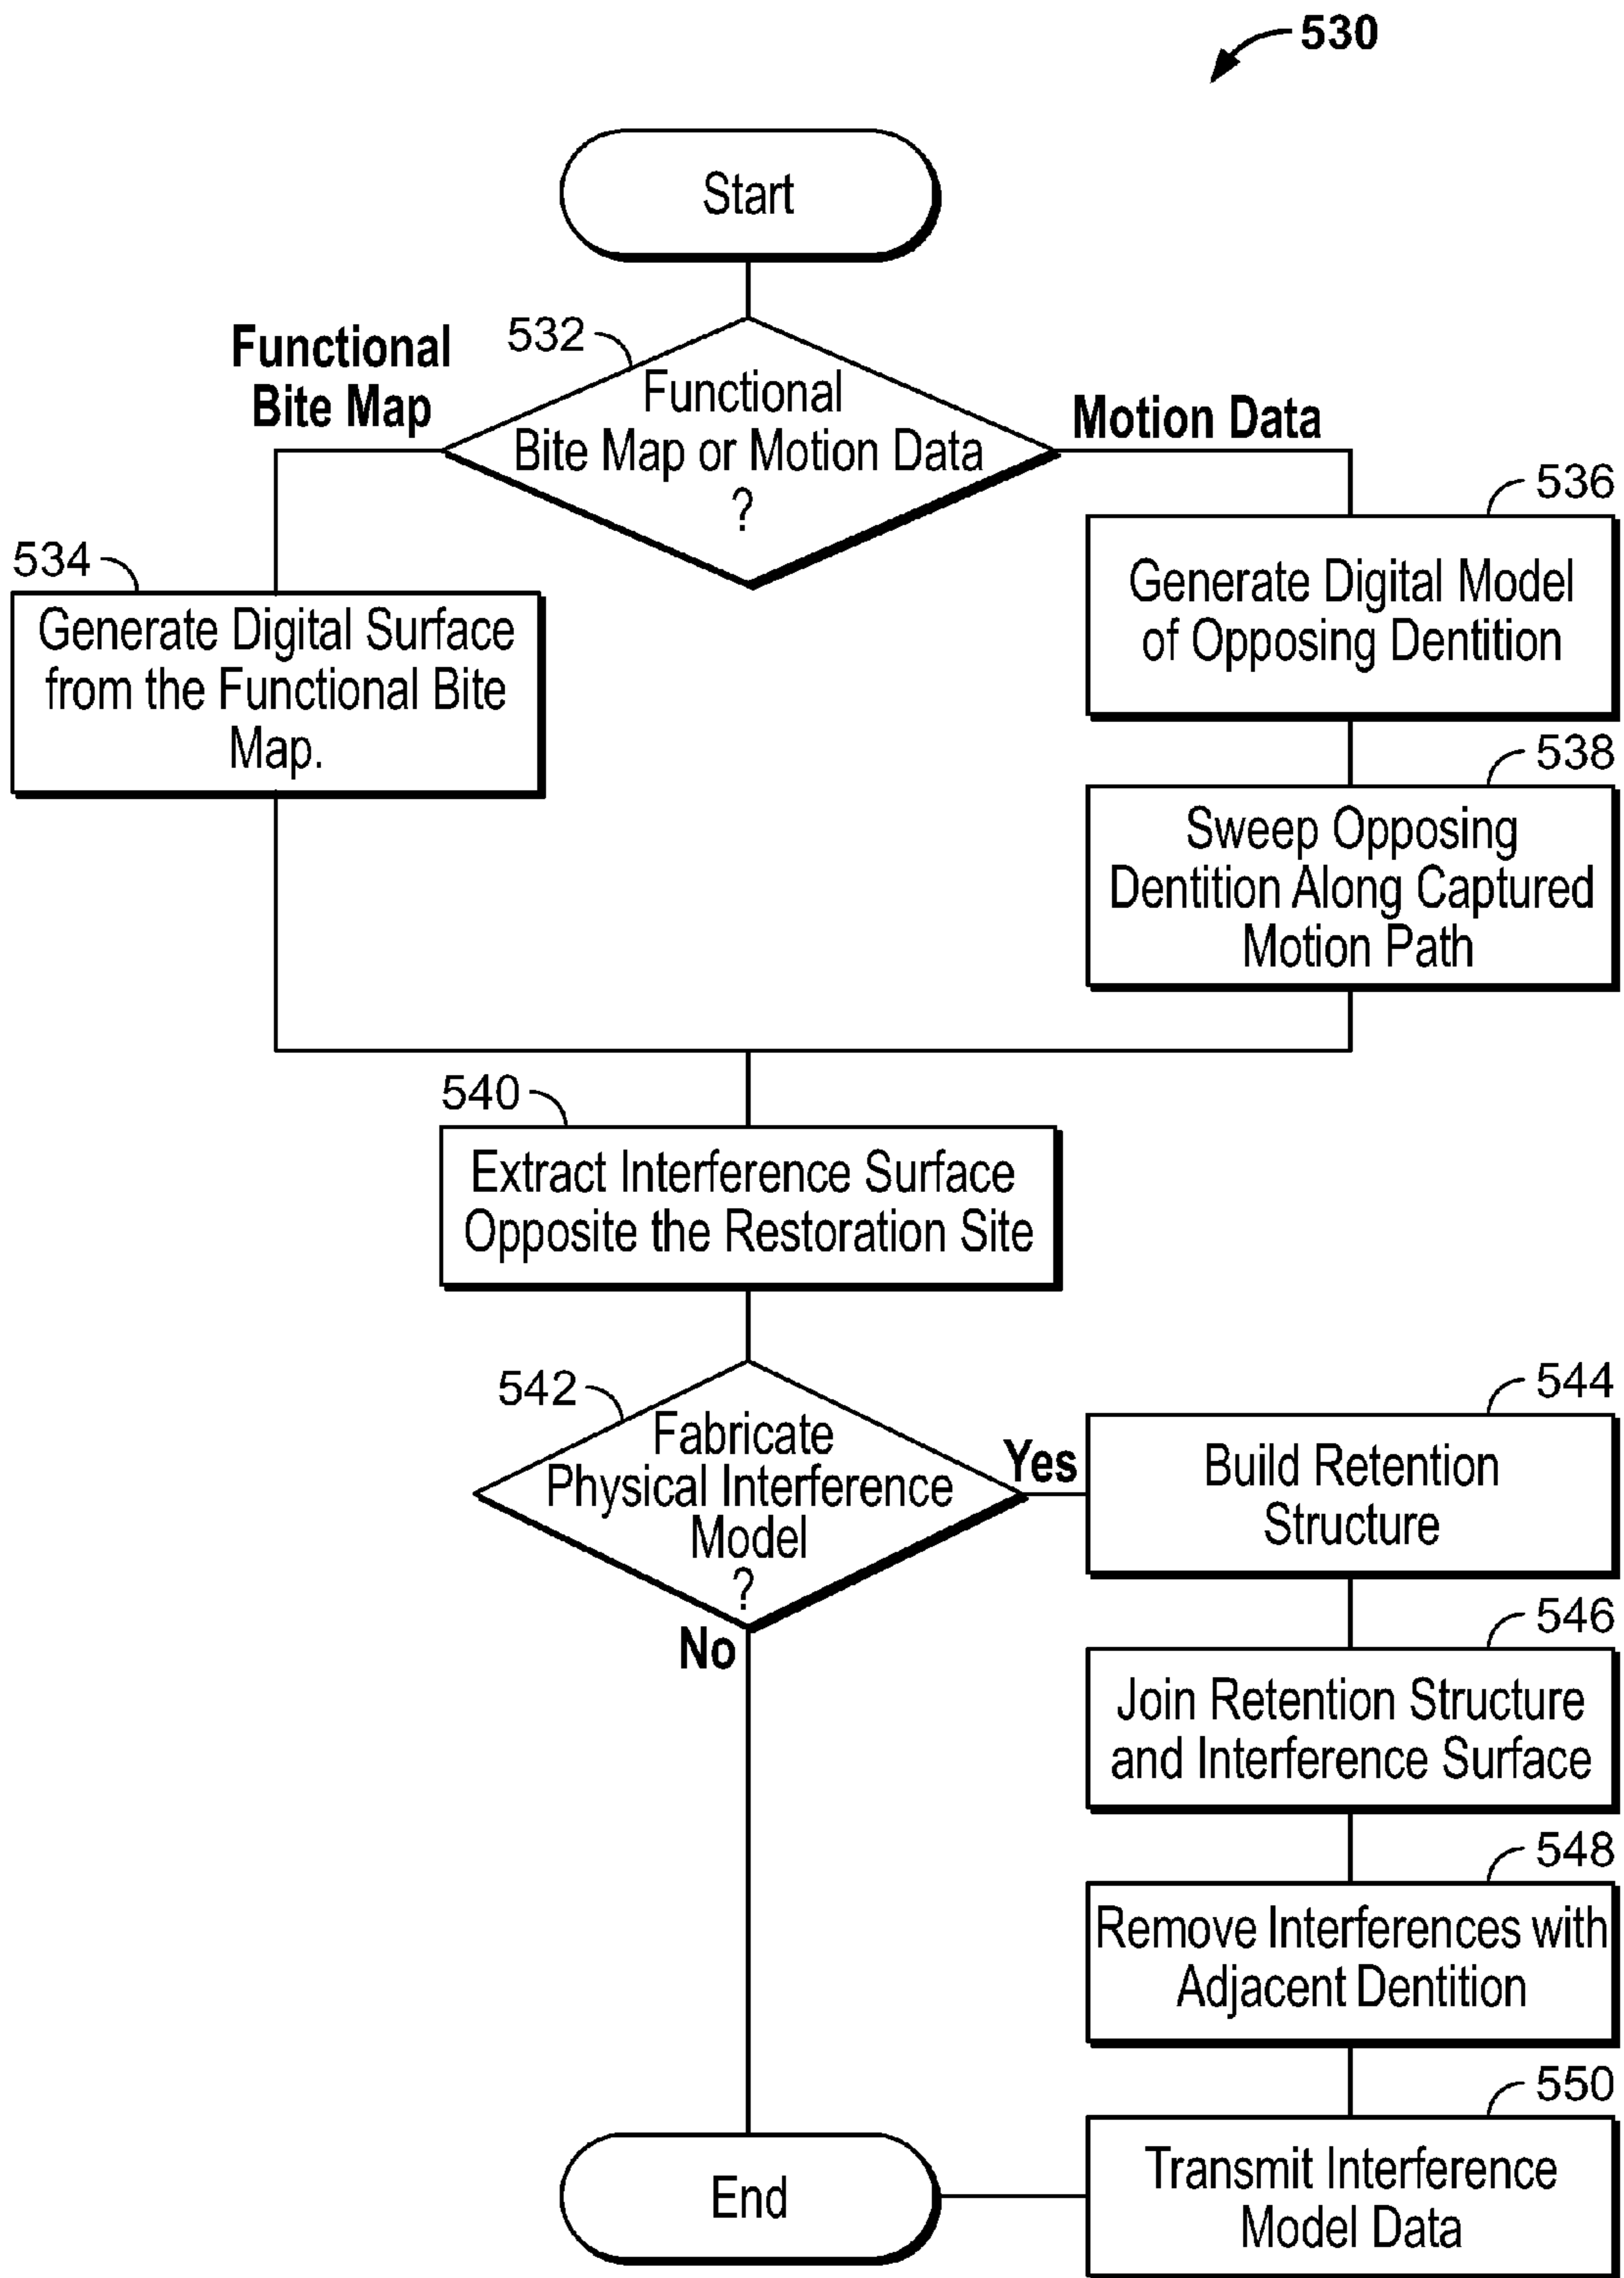 530
Start
532
Functional
Bite Map
Functional
Bite Map or Motion Data
?
Motion Data
534
Generate Digital Surface
from the Functional Bite
Map.
536
Generate Digital Model
of Opposing Dentition
538
Sweep Opposing
Dentition Along Captured
Motion Path
540
Extract Interference Surface
Opposite the Restoration Site
542
Fabricate
Physical Interference
Model
?
Yes
No
544
Build Retention
Structure
546
Join Retention Structure
and Interference Surface
548
Remove Interferences with
Adjacent Dentition
550
Transmit Interference
Model Data
End